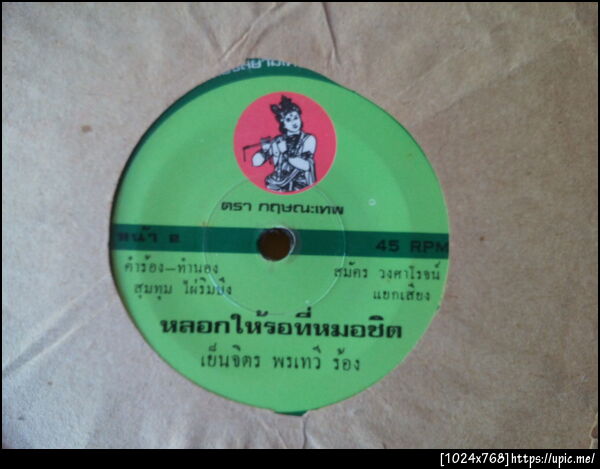 ตรา กฤษณะเทพ
หน้า ๒
45 RPM
คำร้อง-ทำนอง
สุมทุม ไผ่ริมบึง
สมัคร วงศาโรจน์
แยกเสียง
หลอกให้รอที่หมอชิต
เย็นจิตร พรเทวี ร้อง
[1024x768]https://upic.me/